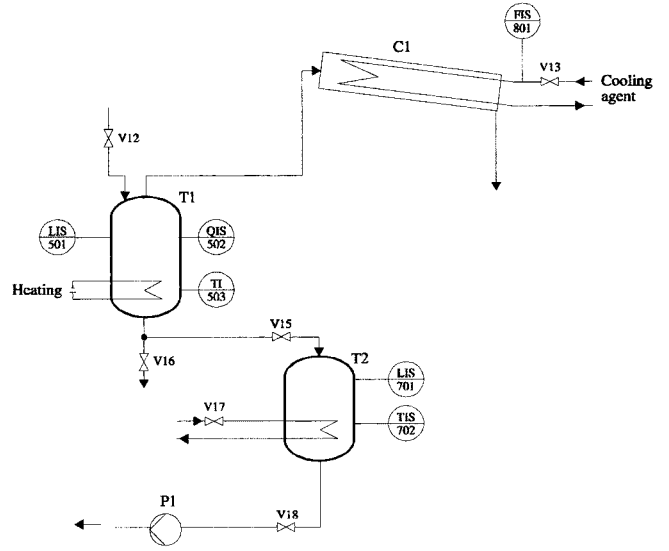 FIS
801
C1
V13
Cooling
agent
V12
T1
LIS
501
QIS
502
Heating
TI
503
V15
V16
T2
LIS
701
V17
TIS
702
P1
V18